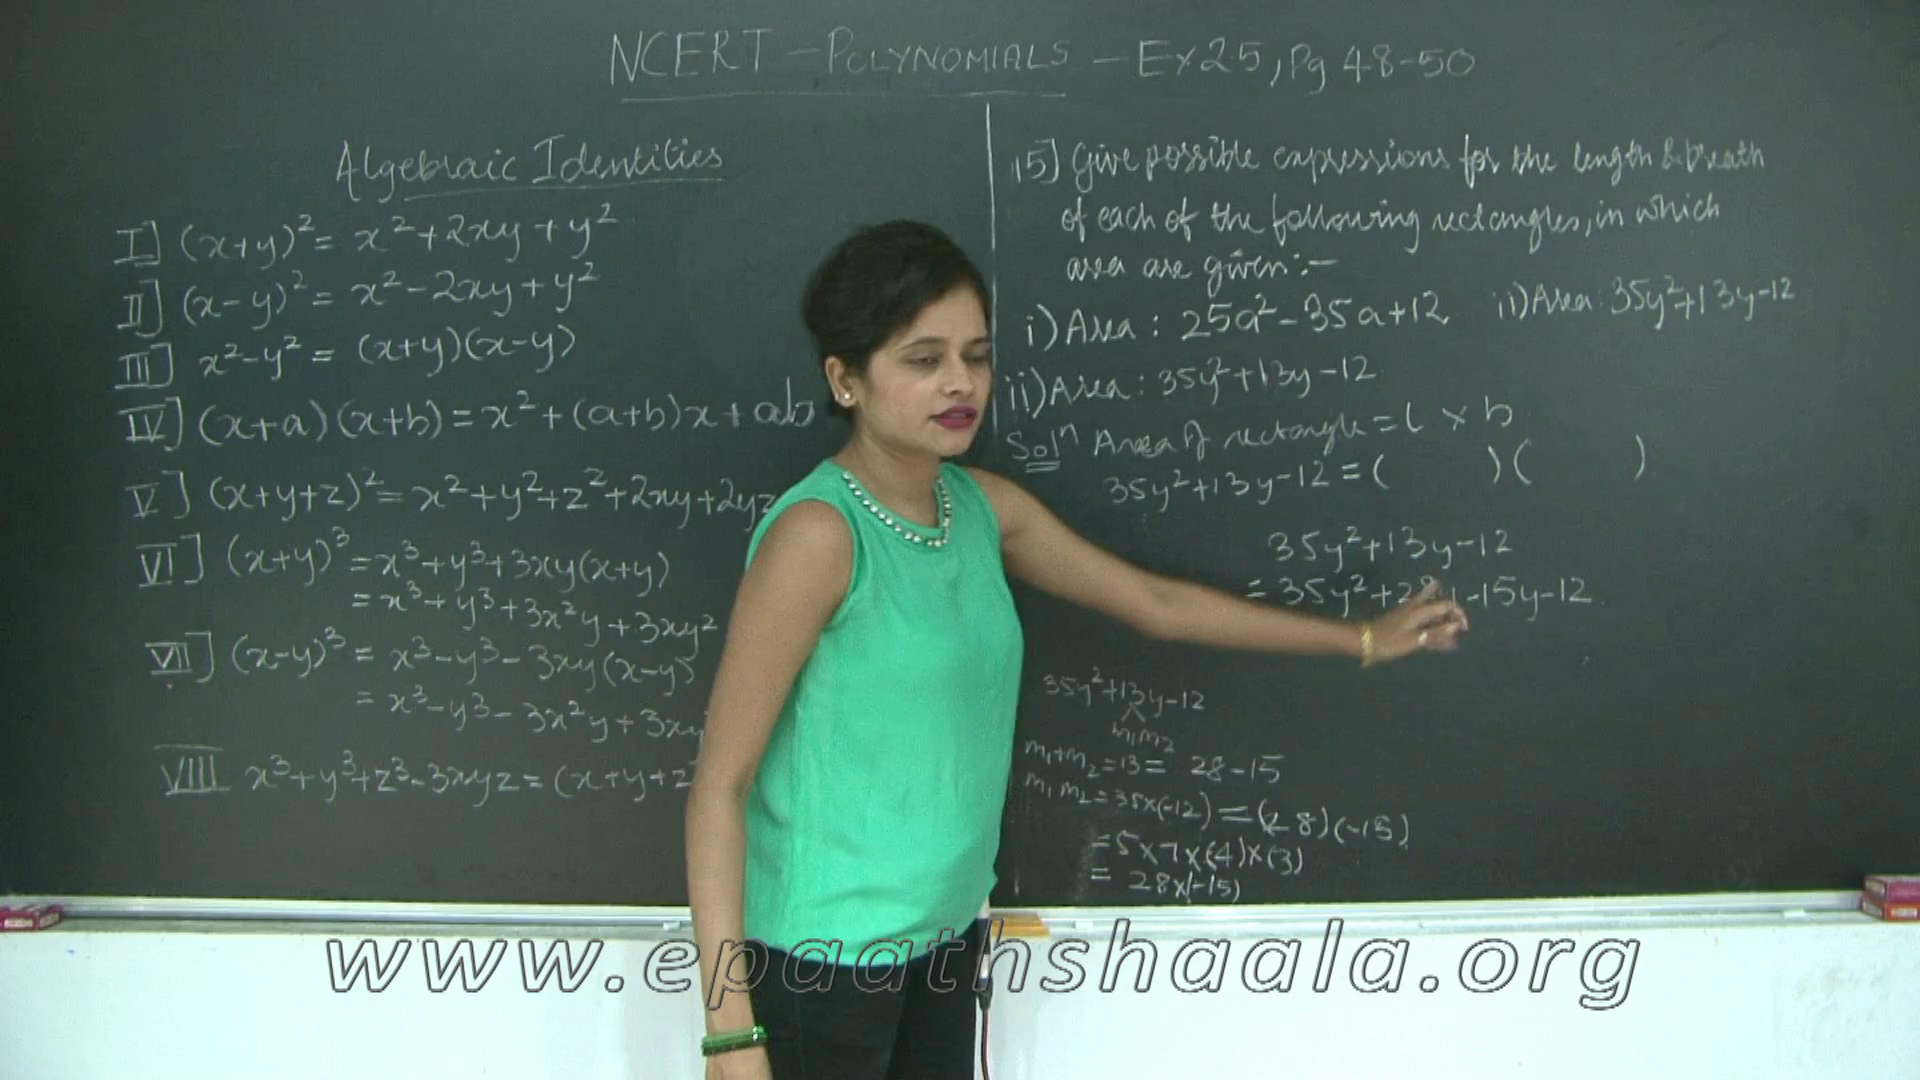 NCERT - POLYNOMIALS - Ex 2.5, Pg 48-50
Algebraic Identities
I] (x+y)² = x²+2xy+y²
II] (x-y)² = x²-2xy+y²
III] x²-y² = (x+y)(x-y)
IV] (x+a)(x+b) = x²+(a+b)x+ab
V] (x+y+z)² = x²+y²+z²+2xy+2yz
VI] (x+y)³ = x³+y³+3xy(x+y)
= x³+y³+3x²y+3xy²
VII] (x-y)³ = x³-y³-3xy(x-y)
= x³-y³-3x²y+3xy
VIII x³+y³+z³-3xyz = (x+y+z
15] Give possible expressions for the length & breath
of each of the following rectangles, in which
area are given:-
i) Area : 25a²-35a+12 ii) Area : 35y²+13y-12
ii) Area : 35y²+13y-12
Solⁿ Area of rectangle = l × b
35y²+13y-12 = ( )( )
35y²+13y-12
= 35y²+28y-15y-12
35y²+13y-12
m₁ m₂
m₁+m₂=13= 28-15
m₁ m₂=35×(-12) = (28)(-15)
=5×7×(4)×(3)
= 28×(-15)
www.epaathshaala.org